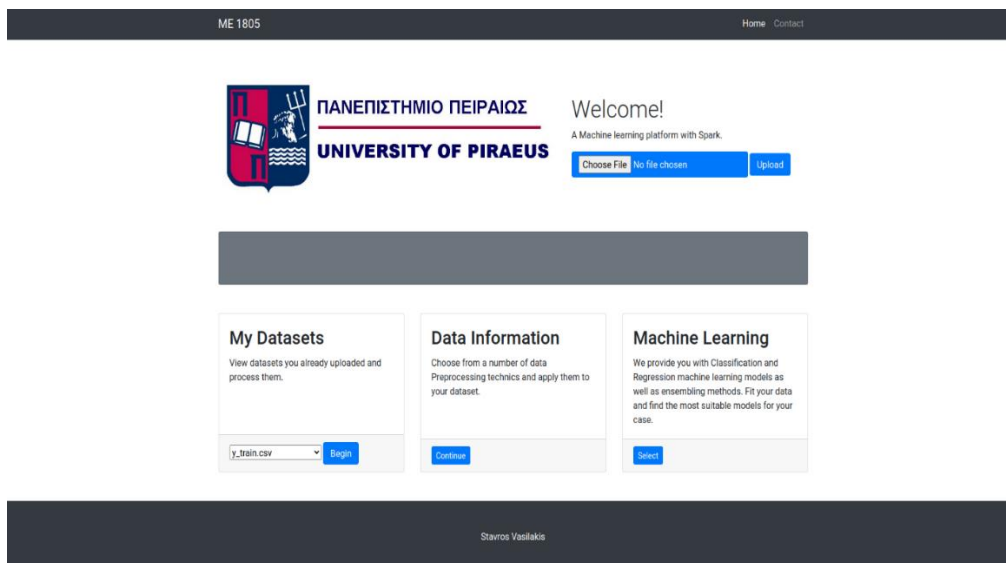 ME 1805
Home Contact
ΠΑΝΕΠΙΣΤΗΜΙΟ ΠΕΙΡΑΙΩΣ
UNIVERSITY OF PIRAEUS
Welcome!
A Machine learning platform with Spark.
Choose File No file chosen
Upload
My Datasets
View datasets you already uploaded and
process them.
y_train.csv
Begin
Data Information
Choose from a number of data
Preprocessing technics and apply them to
your dataset.
Continue
Machine Learning
We provide you with Classification and
Regression machine learning models as
well as ensembling methods. Fit your data
and find the most suitable models for your
case.
Select
Stavros Vasilakis